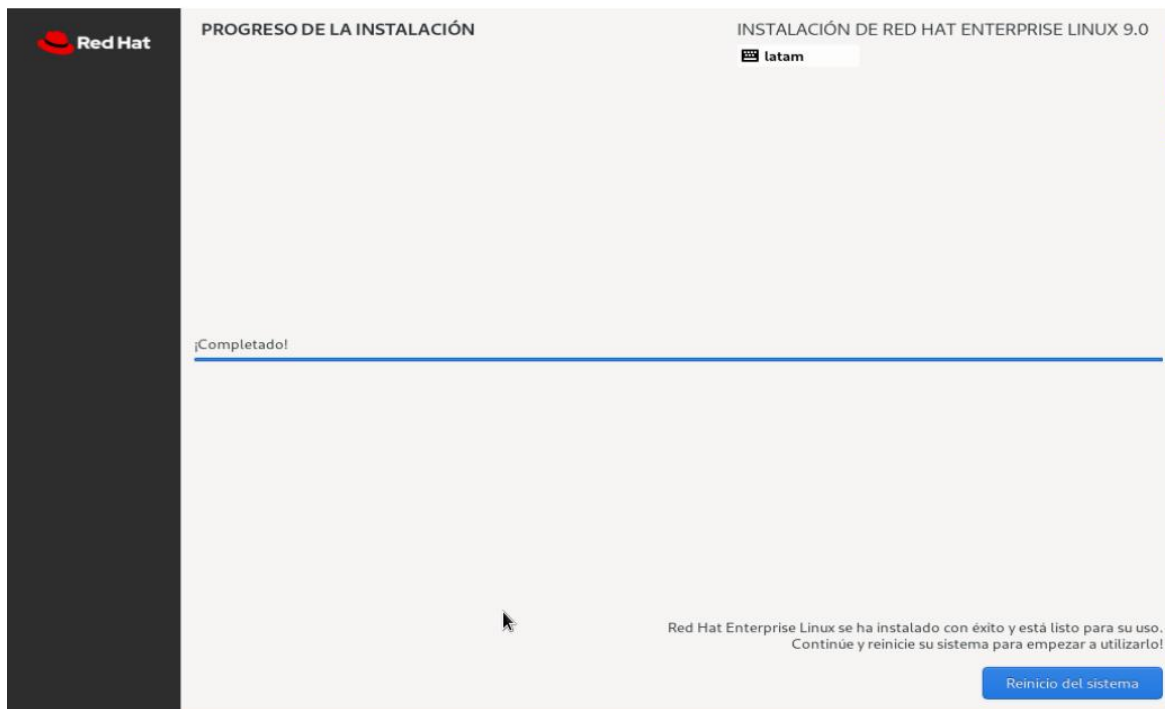 Red Hat
PROGRESO DE LA INSTALACIÓN
INSTALACIÓN DE RED HAT ENTERPRISE LINUX 9.0
latam
¡Completado!
Red Hat Enterprise Linux se ha instalado con éxito y está listo para su uso.
Continúe y reinicie su sistema para empezar a utilizarlo!
Reinicio del sistema